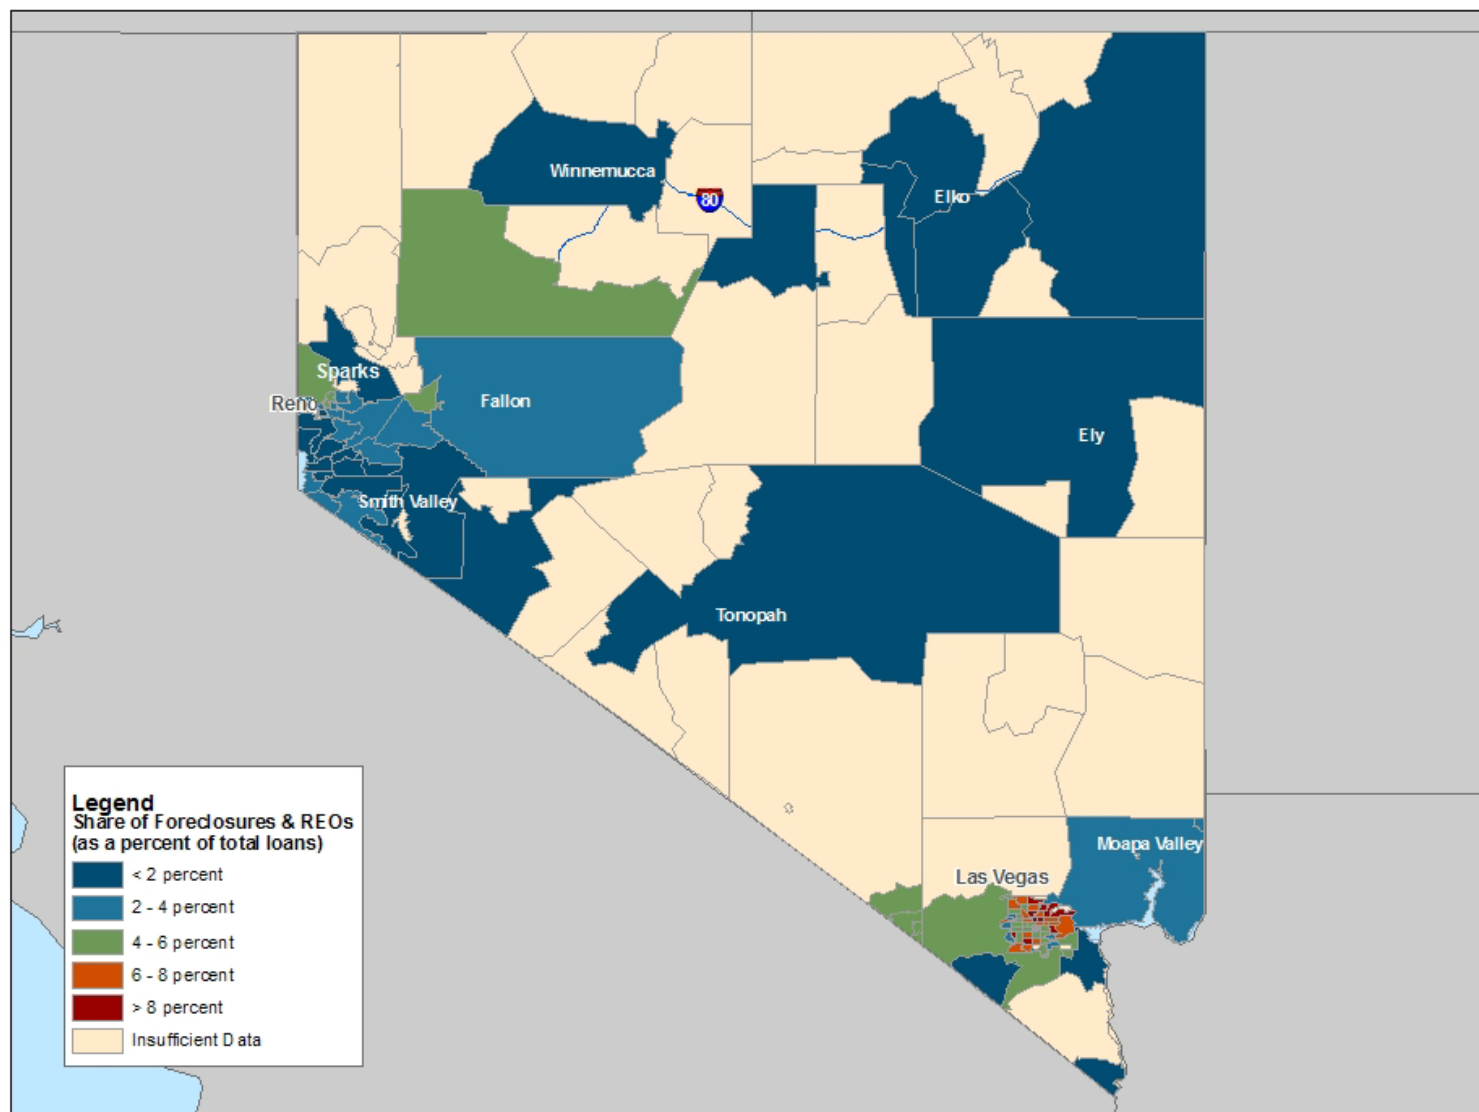 Winnemucca
80
Elko
Sparks
Reno
Fallon
Ely
Smith Valley
Tonopah
Moapa Valley
Las Vegas
Legend
Share of Foreclosures & REOs
(as a percent of total loans)
< 2 percent
2 - 4 percent
4 - 6 percent
6 - 8 percent
> 8 percent
Insufficient Data